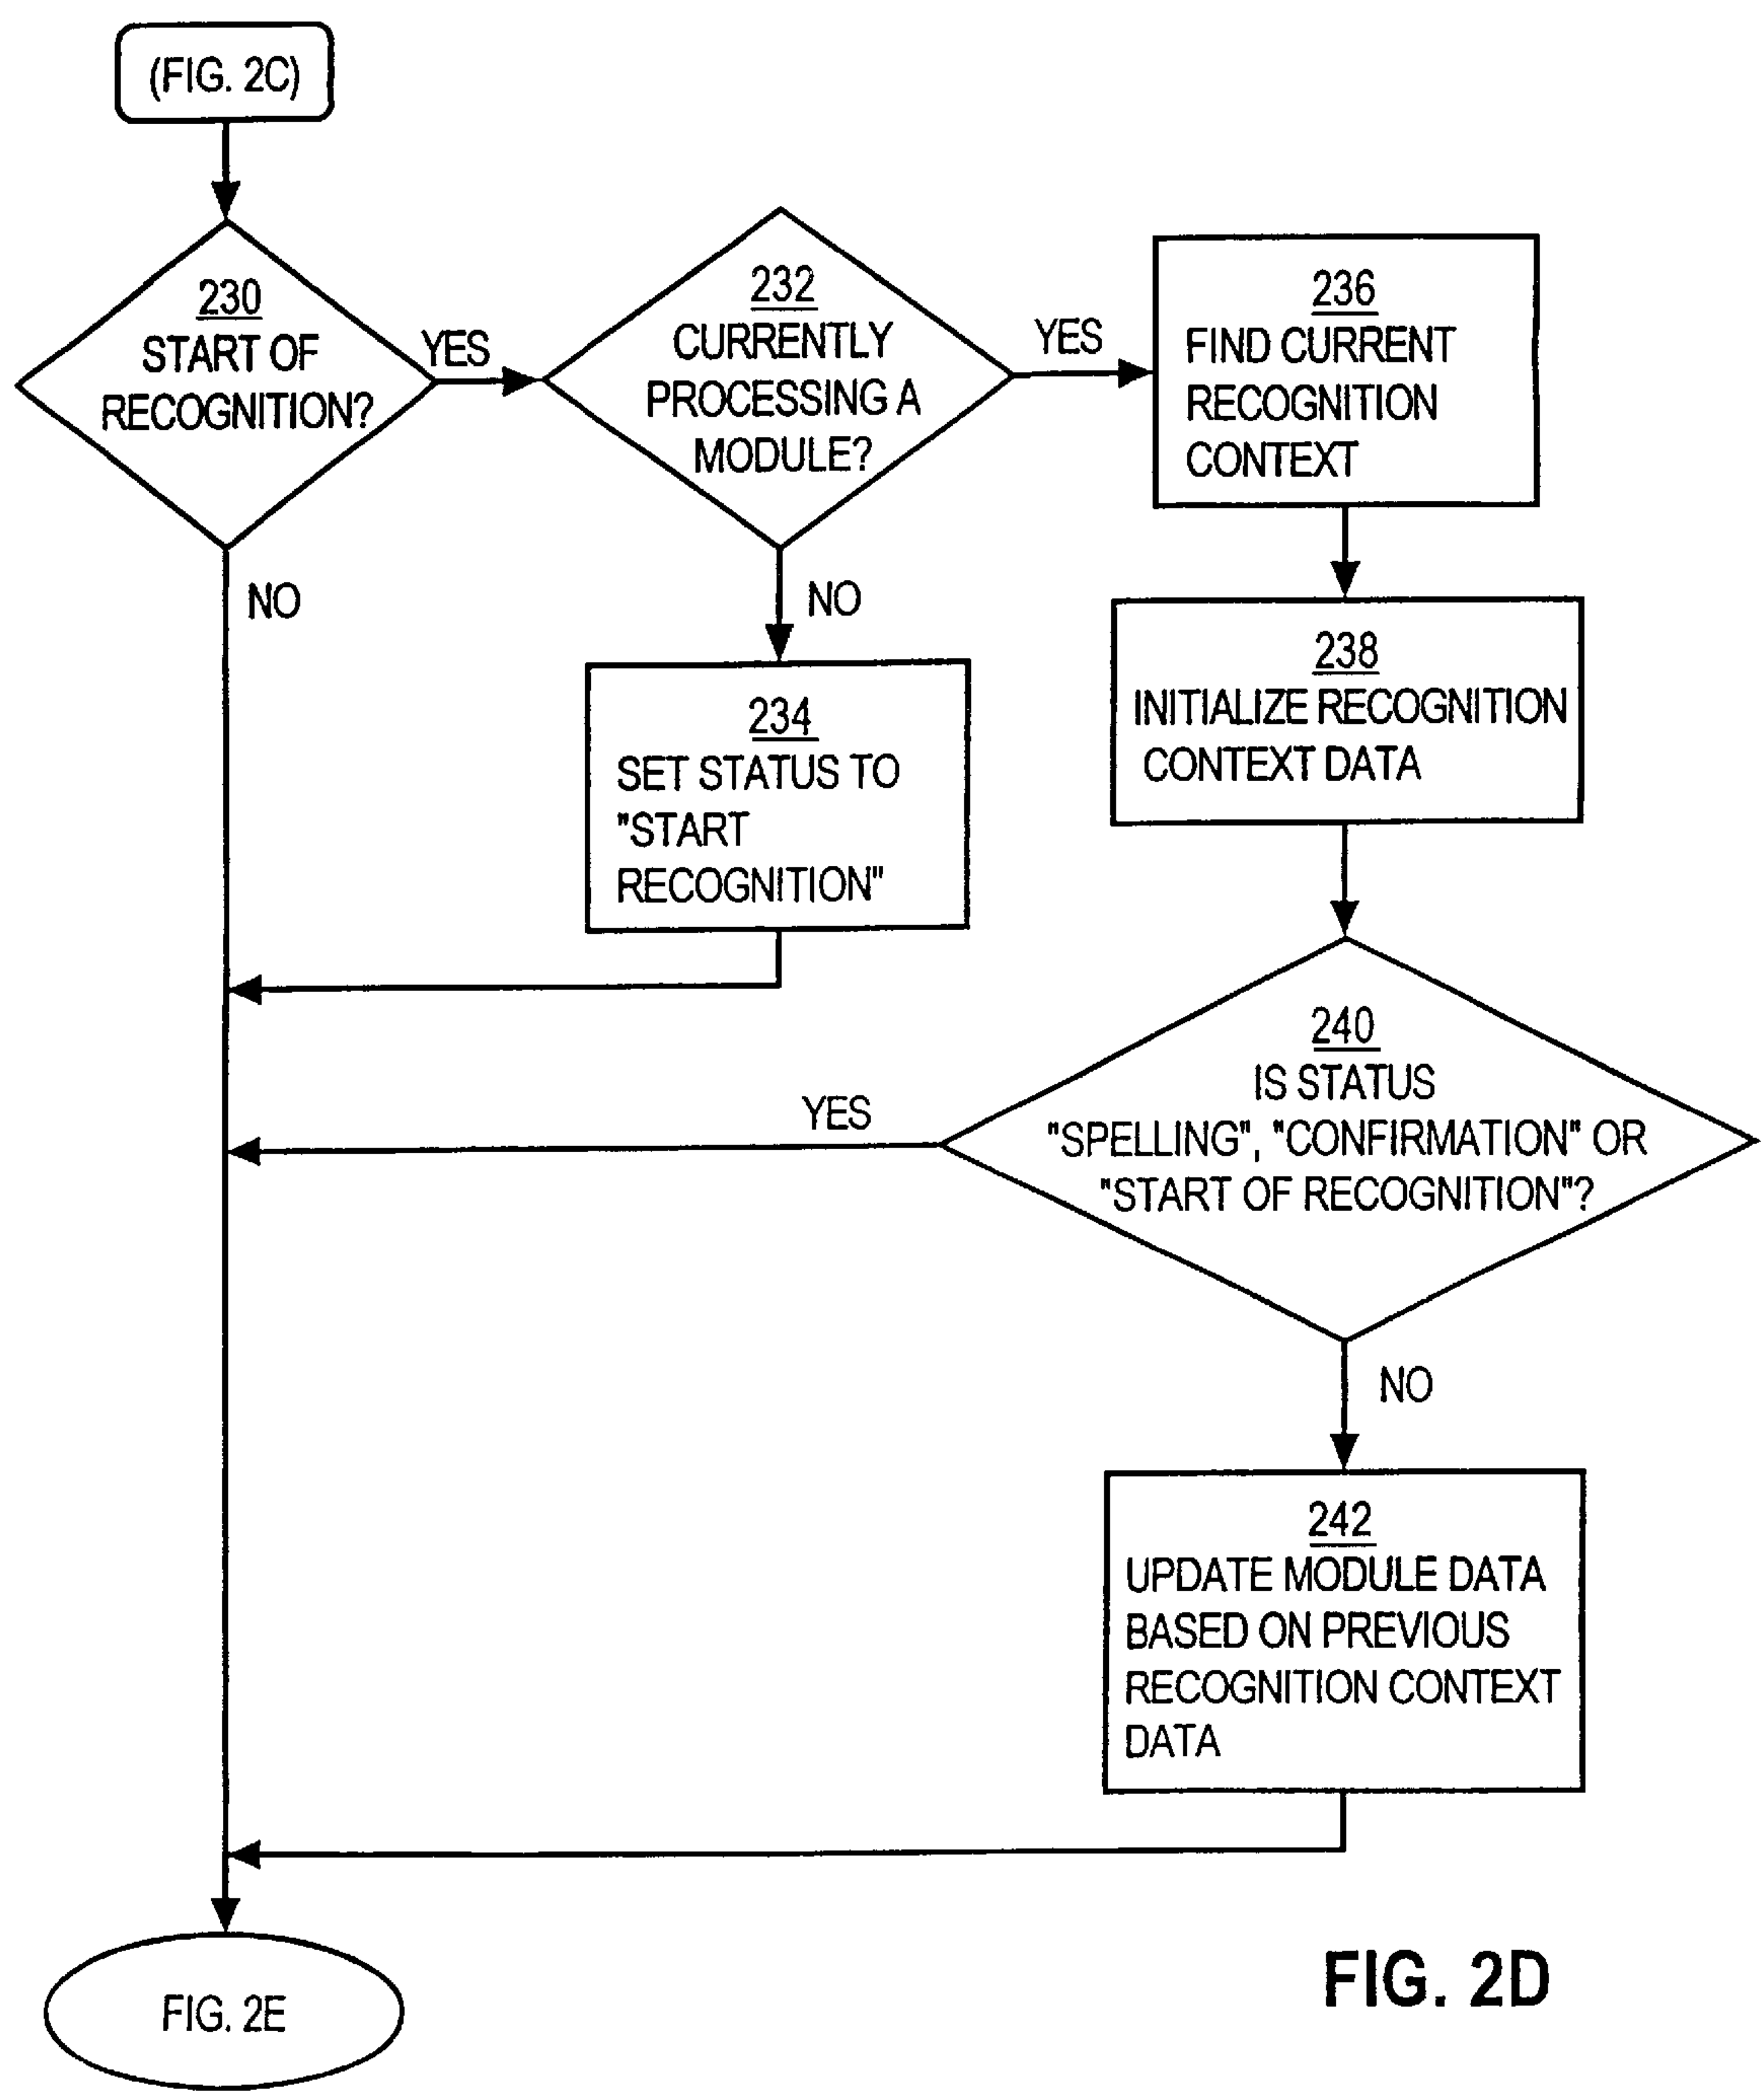 (FIG. 2C)
230
START OF
RECOGNITION?
YES
NO
232
CURRENTLY
PROCESSING A
MODULE?
YES
NO
234
SET STATUS TO
"START
RECOGNITION"
236
FIND CURRENT
RECOGNITION
CONTEXT
238
INITIALIZE RECOGNITION
CONTEXT DATA
240
IS STATUS
"SPELLING", "CONFIRMATION" OR
"START OF RECOGNITION"?
YES
NO
242
UPDATE MODULE DATA
BASED ON PREVIOUS
RECOGNITION CONTEXT
DATA
FIG. 2E
FIG. 2D